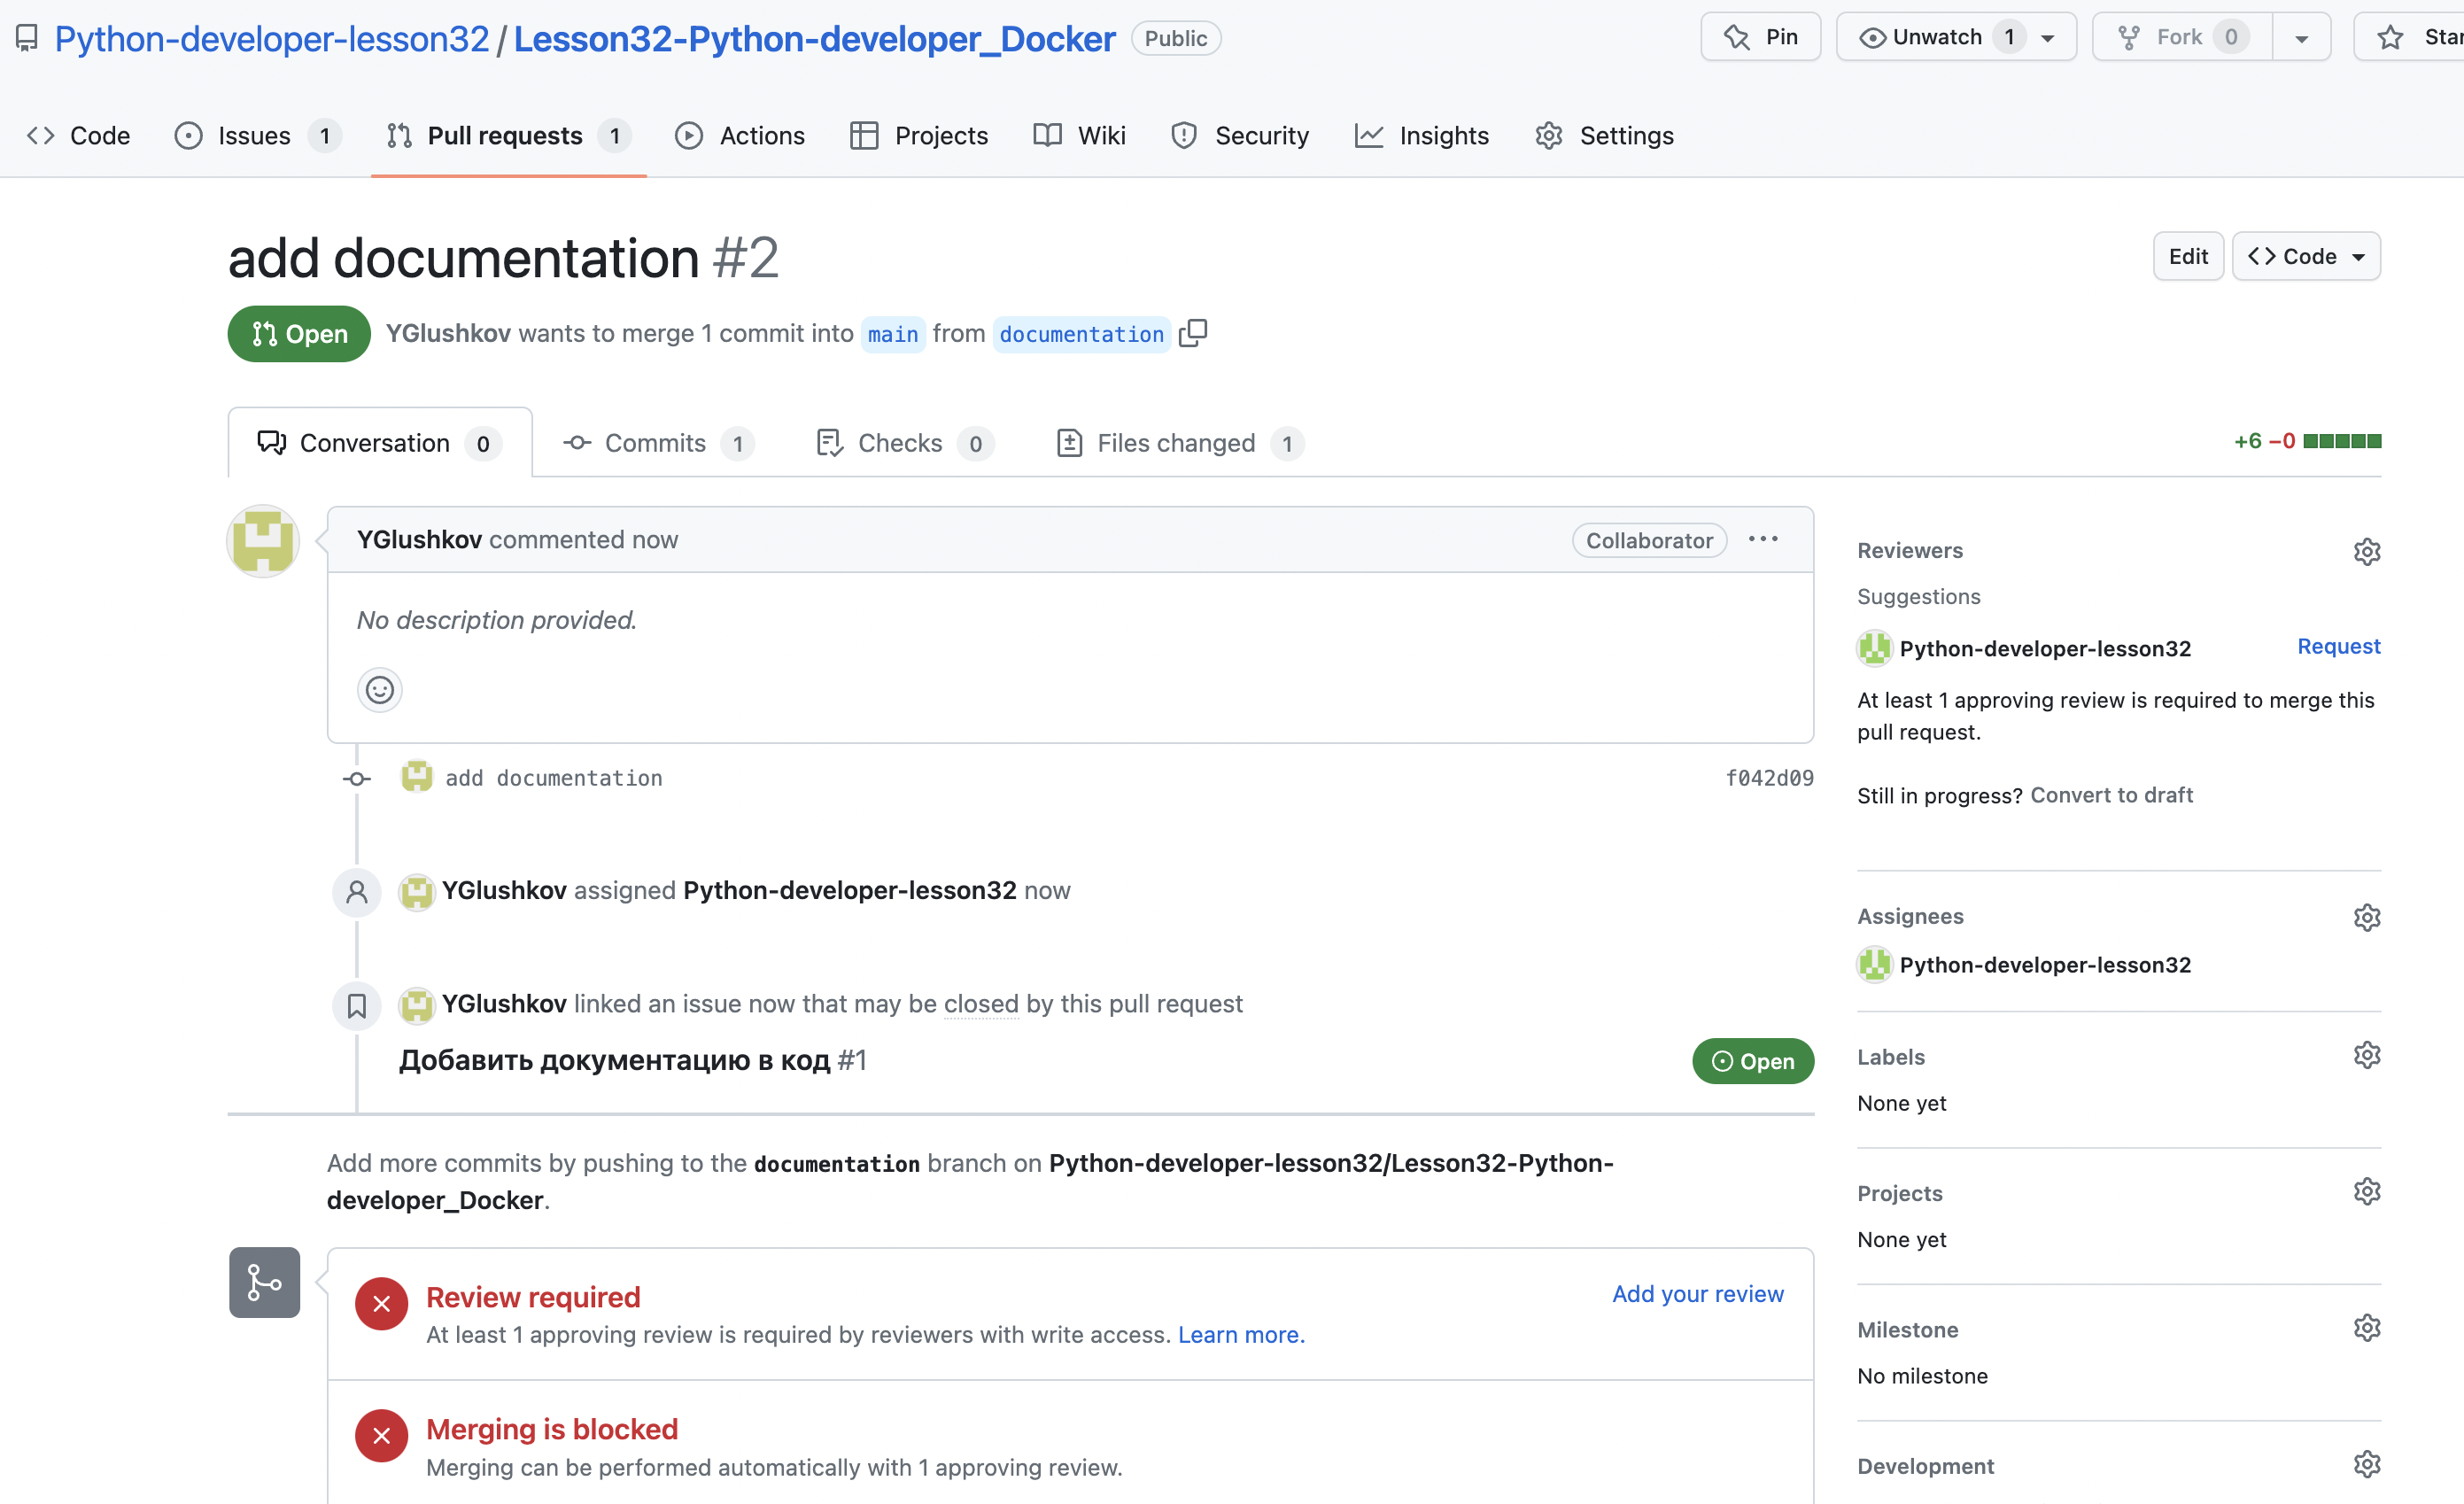 Python-developer-lesson32 / Lesson32-Python-developer_Docker Public Pin Unwatch 1 Fork 0
Code Issues 1 Pull requests 1 Actions Projects Wiki Security Insights Settings
add documentation #2 Edit Code
Open YGlushkov wants to merge 1 commit into main from documentation
Conversation 0 Commits 1 Checks 0 Files changed 1 +6 −0
YGlushkov commented now Collaborator
No description provided.
add documentation f042d09
YGlushkov assigned Python-developer-lesson32 now
YGlushkov linked an issue now that may be closed by this pull request
Добавить документацию в код #1 Open
Add more commits by pushing to the documentation branch on Python-developer-lesson32/Lesson32-Python-
developer_Docker.
Review required Add your review
At least 1 approving review is required by reviewers with write access. Learn more.
Merging is blocked
Merging can be performed automatically with 1 approving review.
Reviewers
Suggestions
Python-developer-lesson32 Request
At least 1 approving review is required to merge this
pull request.
Still in progress? Convert to draft
Assignees
Python-developer-lesson32
Labels
None yet
Projects
None yet
Milestone
No milestone
Development